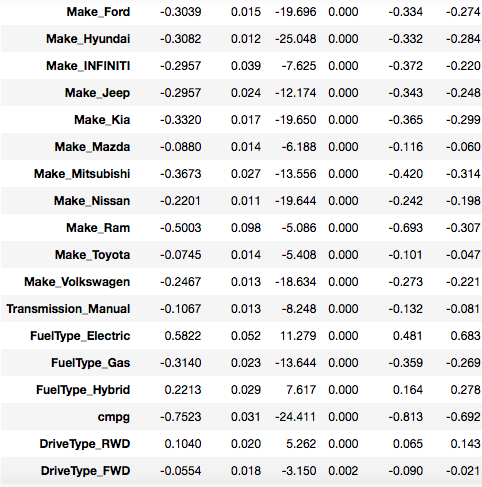 Make_Ford -0.3039 0.015 -19.696 0.000 -0.334 -0.274
Make_Hyundai -0.3082 0.012 -25.048 0.000 -0.332 -0.284
Make_INFINITI -0.2957 0.039 -7.625 0.000 -0.372 -0.220
Make_Jeep -0.2957 0.024 -12.174 0.000 -0.343 -0.248
Make_Kia -0.3320 0.017 -19.650 0.000 -0.365 -0.299
Make_Mazda -0.0880 0.014 -6.188 0.000 -0.116 -0.060
Make_Mitsubishi -0.3673 0.027 -13.556 0.000 -0.420 -0.314
Make_Nissan -0.2201 0.011 -19.644 0.000 -0.242 -0.198
Make_Ram -0.5003 0.098 -5.086 0.000 -0.693 -0.307
Make_Toyota -0.0745 0.014 -5.408 0.000 -0.101 -0.047
Make_Volkswagen -0.2467 0.013 -18.634 0.000 -0.273 -0.221
Transmission_Manual -0.1067 0.013 -8.248 0.000 -0.132 -0.081
FuelType_Electric 0.5822 0.052 11.279 0.000 0.481 0.683
FuelType_Gas -0.3140 0.023 -13.644 0.000 -0.359 -0.269
FuelType_Hybrid 0.2213 0.029 7.617 0.000 0.164 0.278
cmpg -0.7523 0.031 -24.411 0.000 -0.813 -0.692
DriveType_RWD 0.1040 0.020 5.262 0.000 0.065 0.143
DriveType_FWD -0.0554 0.018 -3.150 0.002 -0.090 -0.021